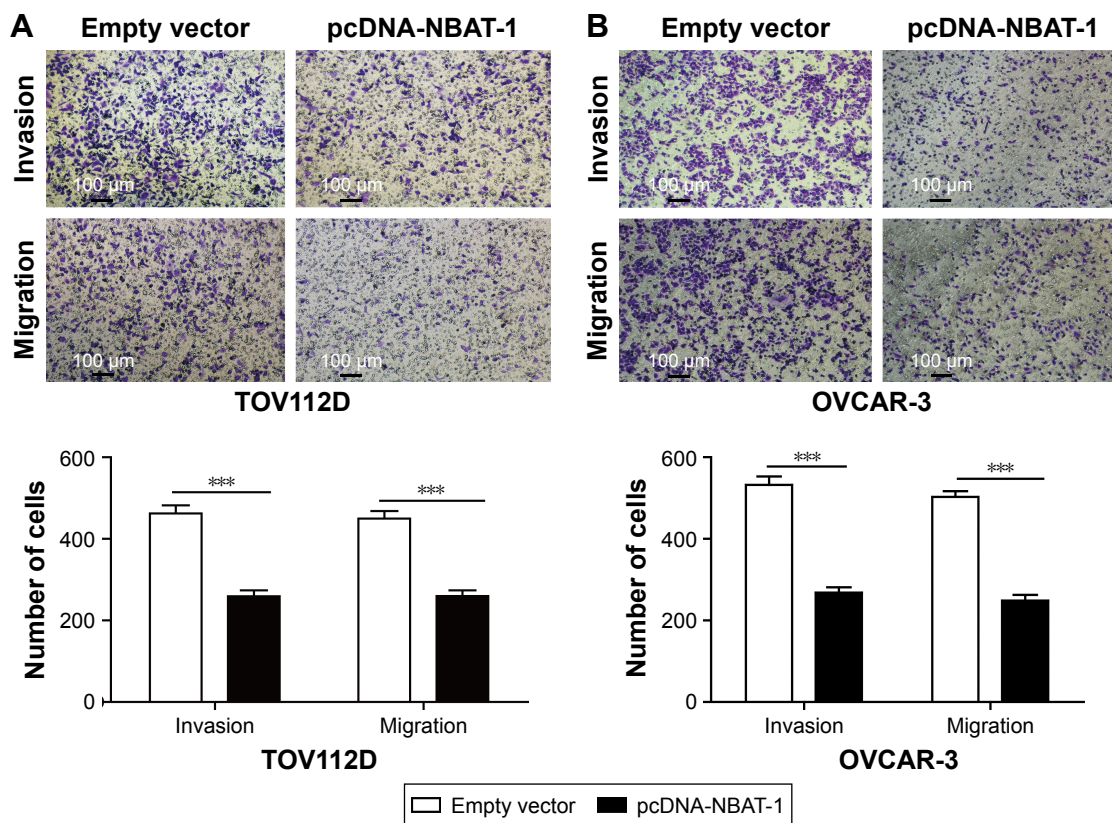 A
Empty vector
pcDNA-NBAT-1
Invasion
100 µm
100 µm
Migration
100 µm
100 µm
TOV112D
Number of cells
600
400
200
0
***
***
Invasion
Migration
TOV112D
B
Empty vector
pcDNA-NBAT-1
Invasion
100 µm
100 µm
Migration
100 µm
100 µm
OVCAR-3
Number of cells
600
400
200
0
***
***
Invasion
Migration
OVCAR-3
Empty vector
pcDNA-NBAT-1